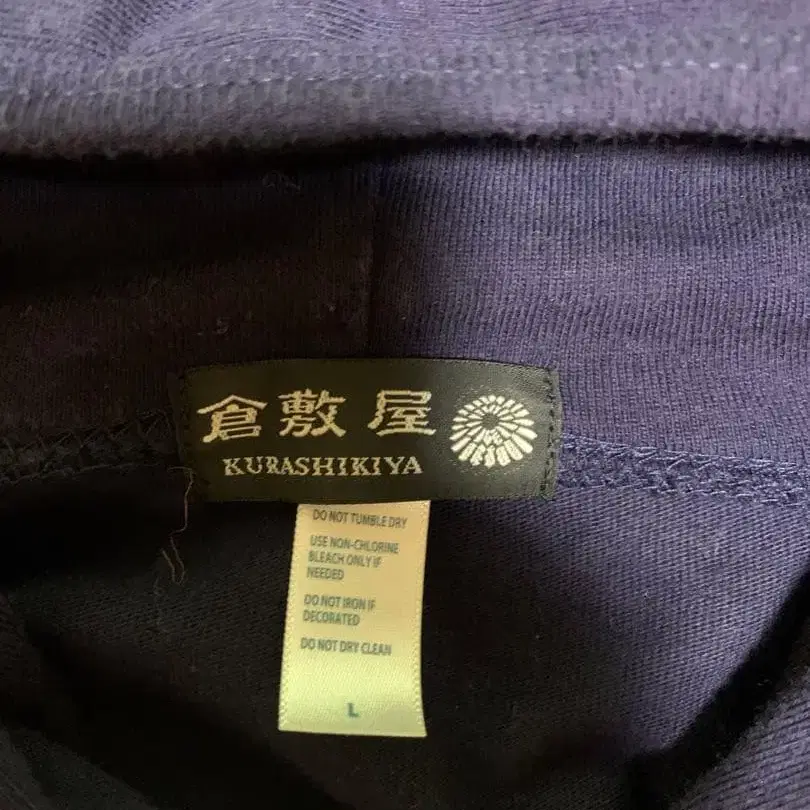 倉敷屋
KURASHIKIYA
DO NOT TUMBLE DRY
USE NON-CHLORINE
BLEACH ONLY IF
NEEDED
DO NOT IRON IF
DECORATED
DO NOT DRY CLEAN
L